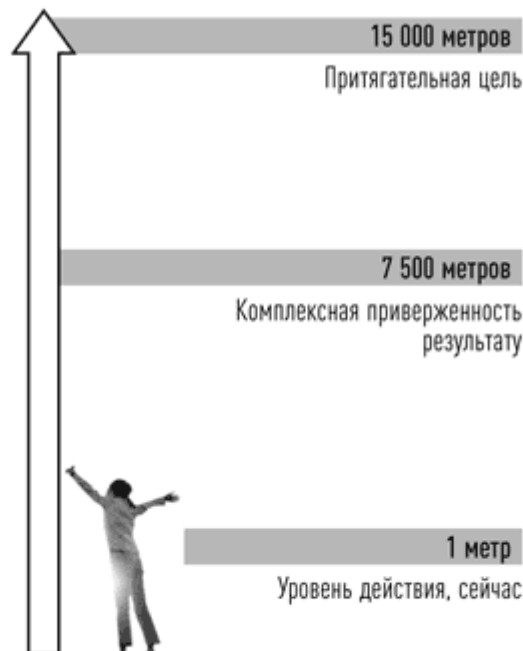 15 000 метров
Притягательная цель
7 500 метров
Комплексная приверженность
результату
1 метр
Уровень действия, сейчас